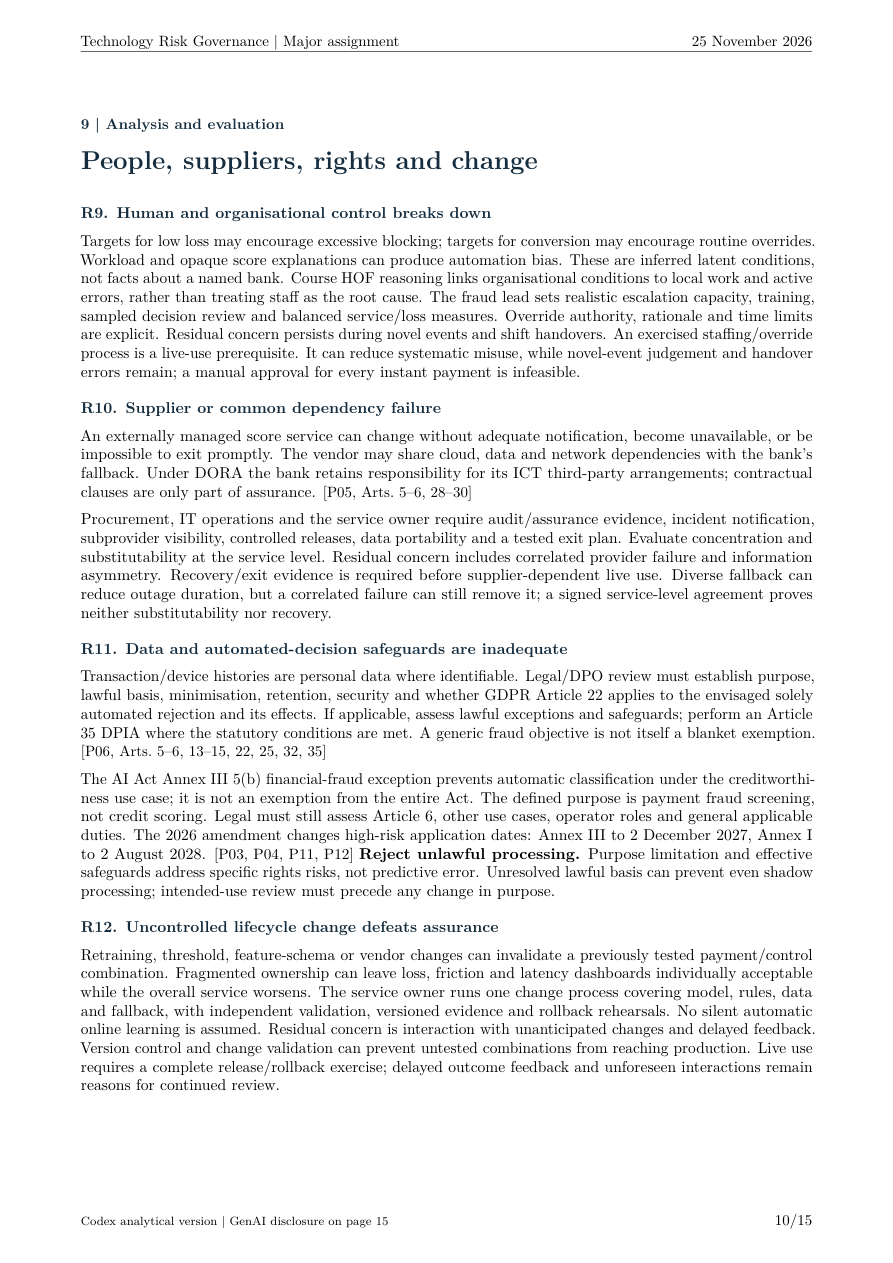 Technology Risk Governance | Major assignment 25 November 2026
9 | Analysis and evaluation
People, suppliers, rights and change
R9. Human and organisational control breaks down
Targets for low loss may encourage excessive blocking; targets for conversion may encourage routine overrides.
Workload and opaque score explanations can produce automation bias. These are inferred latent conditions,
not facts about a named bank. Course HOF reasoning links organisational conditions to local work and active
errors, rather than treating staff as the root cause. The fraud lead sets realistic escalation capacity, training,
sampled decision review and balanced service/loss measures. Override authority, rationale and time limits
are explicit. Residual concern persists during novel events and shift handovers. An exercised staffing/override
process is a live-use prerequisite. It can reduce systematic misuse, while novel-event judgement and handover
errors remain; a manual approval for every instant payment is infeasible.
R10. Supplier or common dependency failure
An externally managed score service can change without adequate notification, become unavailable, or be
impossible to exit promptly. The vendor may share cloud, data and network dependencies with the bank's
fallback. Under DORA the bank retains responsibility for its ICT third-party arrangements; contractual
clauses are only part of assurance. [P05, Arts. 5–6, 28–30]
Procurement, IT operations and the service owner require audit/assurance evidence, incident notification,
subprovider visibility, controlled releases, data portability and a tested exit plan. Evaluate concentration and
substitutability at the service level. Residual concern includes correlated provider failure and information
asymmetry. Recovery/exit evidence is required before supplier-dependent live use. Diverse fallback can
reduce outage duration, but a correlated failure can still remove it; a signed service-level agreement proves
neither substitutability nor recovery.
R11. Data and automated-decision safeguards are inadequate
Transaction/device histories are personal data where identifiable. Legal/DPO review must establish purpose,
lawful basis, minimisation, retention, security and whether GDPR Article 22 applies to the envisaged solely
automated rejection and its effects. If applicable, assess lawful exceptions and safeguards; perform an Article
35 DPIA where the statutory conditions are met. A generic fraud objective is not itself a blanket exemption.
[P06, Arts. 5–6, 13–15, 22, 25, 32, 35]
The AI Act Annex III 5(b) financial-fraud exception prevents automatic classification under the creditworthi-
ness use case; it is not an exemption from the entire Act. The defined purpose is payment fraud screening,
not credit scoring. Legal must still assess Article 6, other use cases, operator roles and general applicable
duties. The 2026 amendment changes high-risk application dates: Annex III to 2 December 2027, Annex I
to 2 August 2028. [P03, P04, P11, P12] Reject unlawful processing. Purpose limitation and effective
safeguards address specific rights risks, not predictive error. Unresolved lawful basis can prevent even shadow
processing; intended-use review must precede any change in purpose.
R12. Uncontrolled lifecycle change defeats assurance
Retraining, threshold, feature-schema or vendor changes can invalidate a previously tested payment/control
combination. Fragmented ownership can leave loss, friction and latency dashboards individually acceptable
while the overall service worsens. The service owner runs one change process covering model, rules, data
and fallback, with independent validation, versioned evidence and rollback rehearsals. No silent automatic
online learning is assumed. Residual concern is interaction with unanticipated changes and delayed feedback.
Version control and change validation can prevent untested combinations from reaching production. Live use
requires a complete release/rollback exercise; delayed outcome feedback and unforeseen interactions remain
reasons for continued review.
Codex analytical version | GenAI disclosure on page 15 10/15